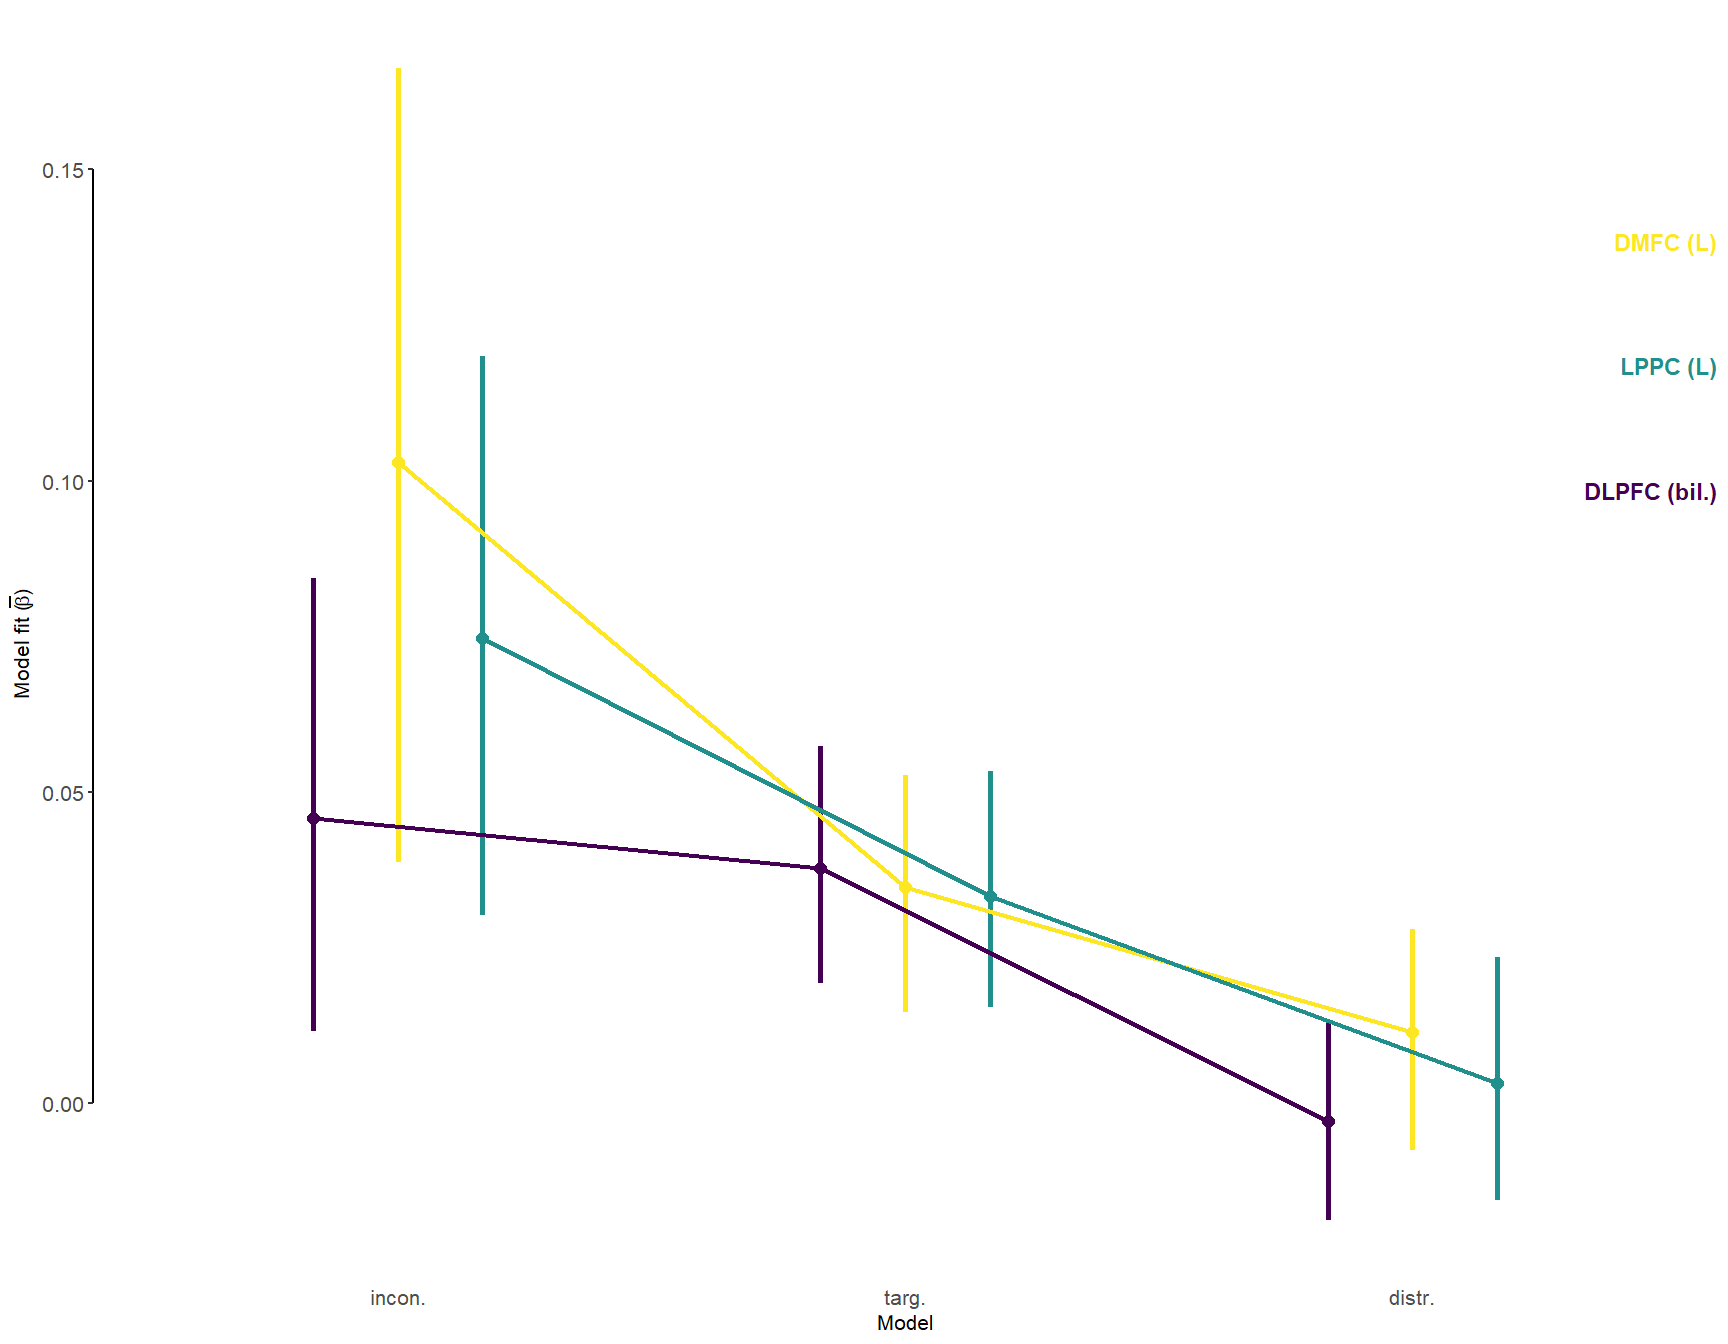 0.15
DMFC (L)
LPPC (L)
0.10
DLPFC (bil.)
Model fit (β̅)
0.05
0.00
incon. targ. distr.
Model